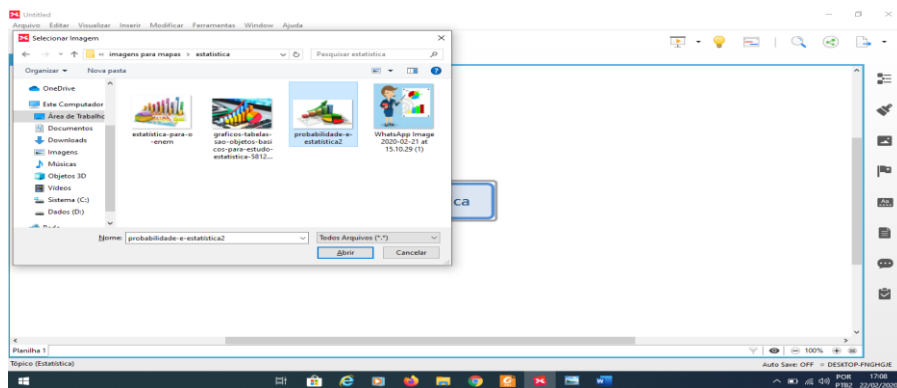 Untitled
Arquivo Editar Visualizar Inserir Modificar Ferramentas Window Ajuda
Selecionar Imagem
« imagens para mapas › estatistica
Pesquisar estatistica
Organizar
Nova pasta
OneDrive
Este Computador
Área de Trabalho
Documentos
Downloads
Imagens
Músicas
Objetos 3D
Vídeos
Sistema (C:)
Dados (D:)
estatística-para-o
-enem
graficos-tabelas-
sao-objetos-basi
cos-para-estudo-
estatistica-5812...
probabilidade-e-
estatistica2
WhatsApp Image
2020-02-21 at
15.10.29 (1)
ca
Nome: probabilidade-e-estatistica2
Todos Arquivos (*.*)
Abrir
Cancelar
Planilha 1
100%
Tópico (Estatística)
Auto Save: OFF
DESKTOP-FNGHGJE
POR
PTB2
17:08
22/02/2020